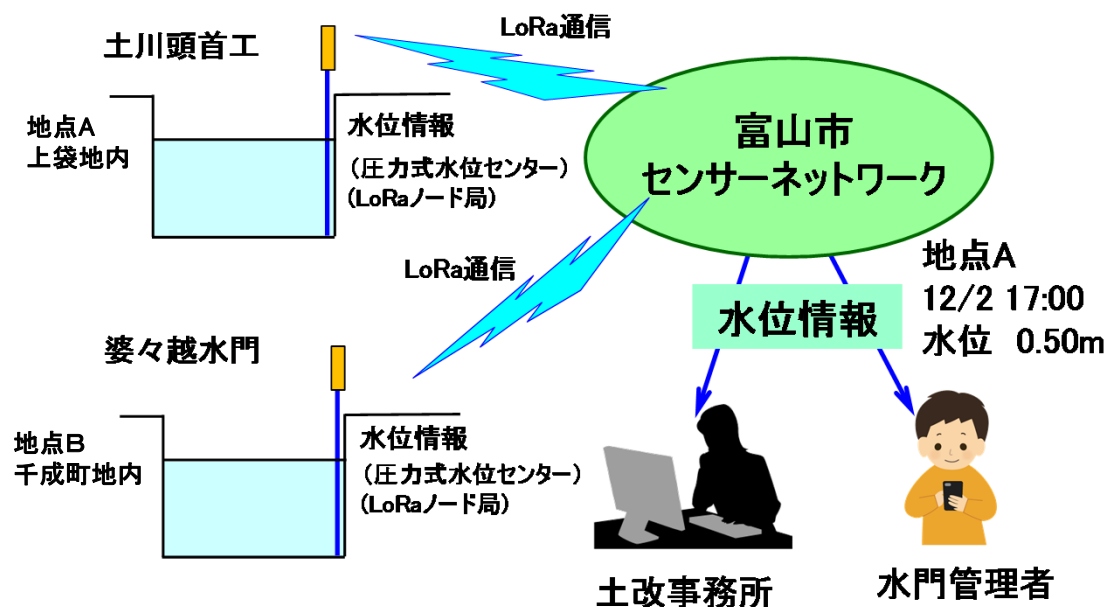 LoRa通信
土川頭首工
地点A
上袋地内
水位情報
（圧力式水位センター）
(LoRaノード局)
富山市
センサーネットワーク
LoRa通信
地点A
12/2 17:00
水位 0.50m
水位情報
婆々越水門
地点B
千成町地内
水位情報
（圧力式水位センター）
(LoRaノード局)
土改事務所
水門管理者